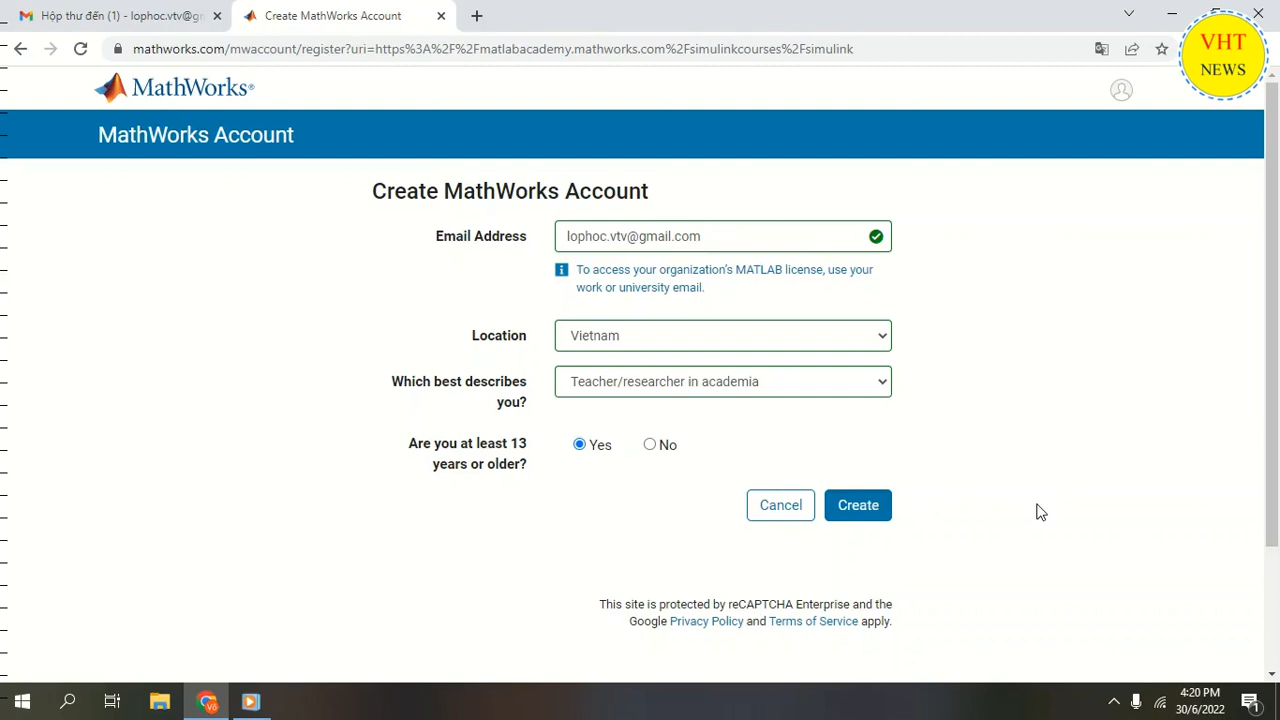 Hộp thư đến (1) - lophoc.vtv@gm
Create MathWorks Account
mathworks.com/mwaccount/register?uri=https%3A%2F%2Fmatlabacademy.mathworks.com%2Fsimulinkcourses%2Fsimulink
VHT
NEWS
MathWorks®
MathWorks Account
Create MathWorks Account
Email Address
lophoc.vtv@gmail.com
To access your organization's MATLAB license, use your
work or university email.
Location
Vietnam
Which best describes
you?
Teacher/researcher in academia
Are you at least 13
years or older?
Yes
No
Cancel
Create
This site is protected by reCAPTCHA Enterprise and the
Google Privacy Policy and Terms of Service apply.
4:20 PM
30/6/2022
1